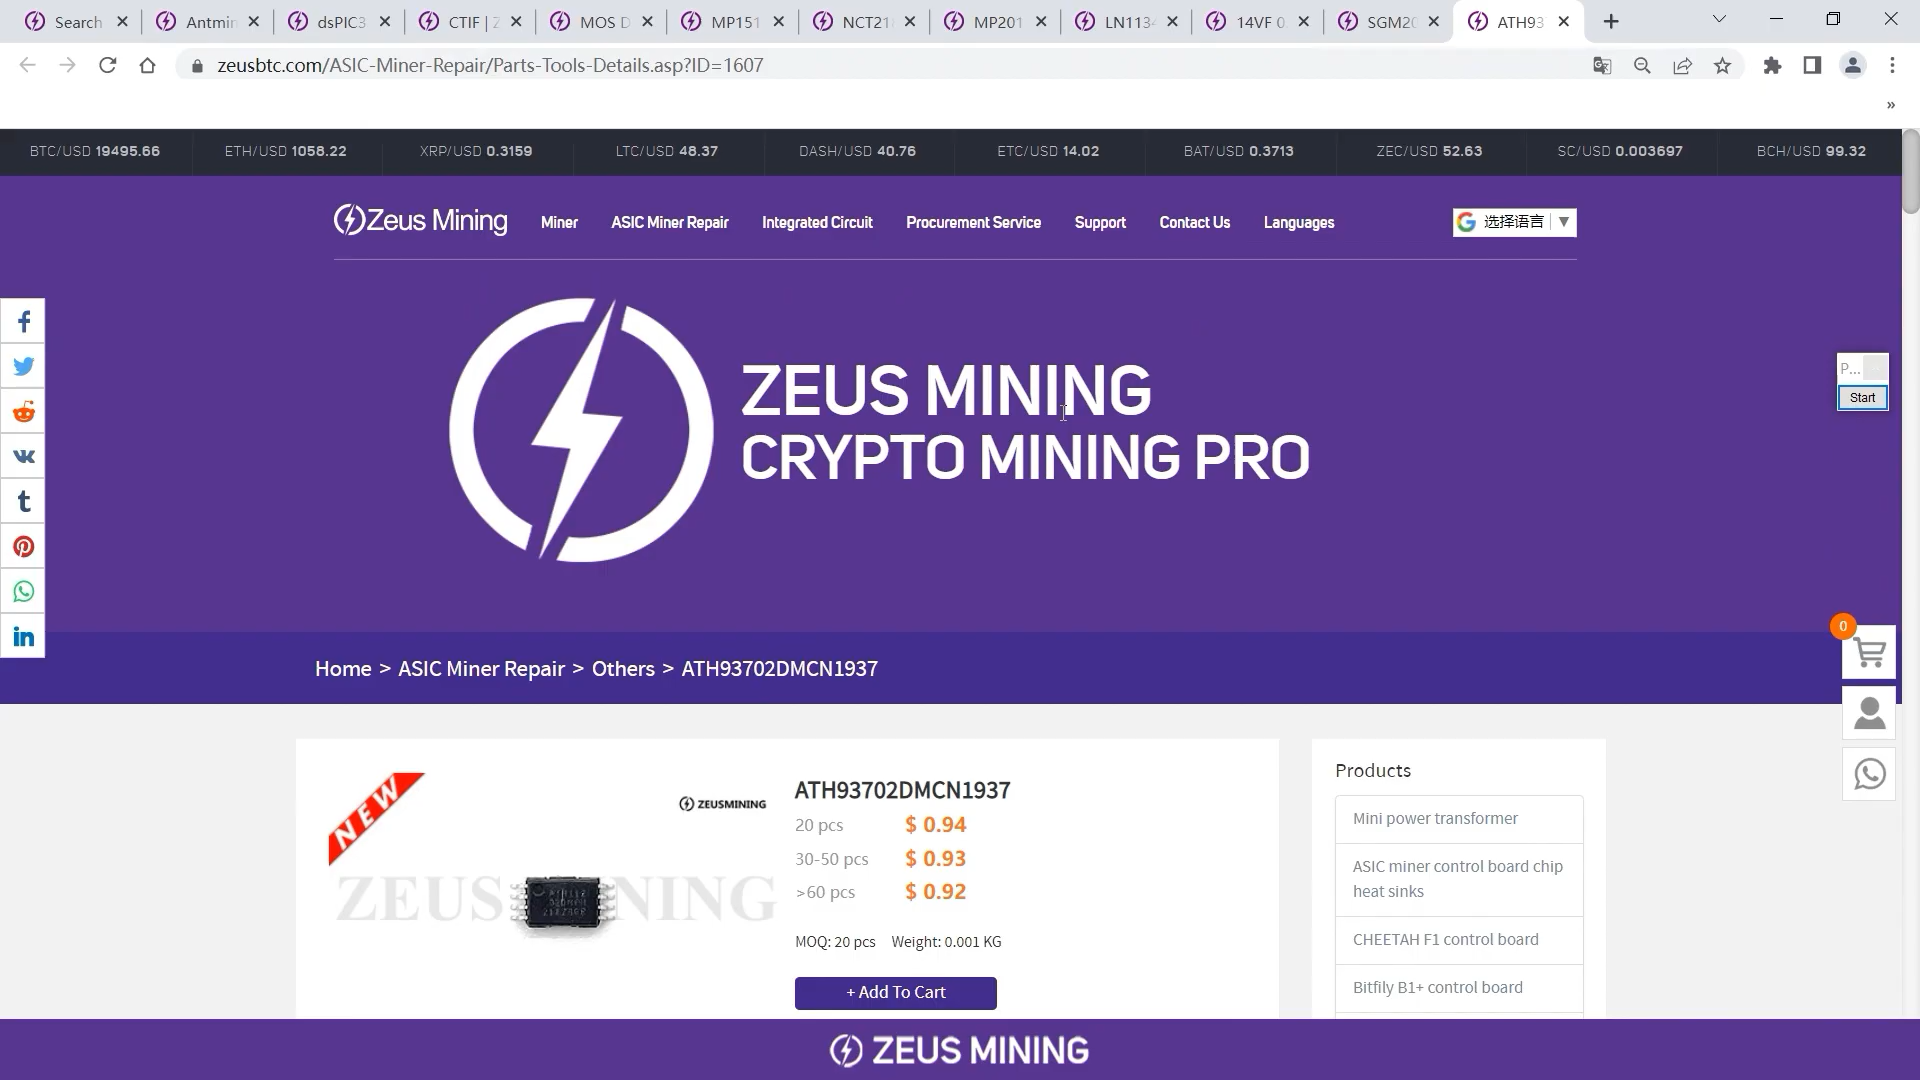 Search
Antmin
dsPIC3
CTIF | Z
MOS D
MP151
NCT21
MP201
LN1134
14VF 0
SGM20
ATH93
zeusbtc.com/ASIC-Miner-Repair/Parts-Tools-Details.asp?ID=1607
»
BTC/USD 19495.66
ETH/USD 1058.22
XRP/USD 0.3159
LTC/USD 48.37
DASH/USD 40.76
ETC/USD 14.02
BAT/USD 0.3713
ZEC/USD 52.63
SC/USD 0.003697
BCH/USD 99.32
Zeus Mining
Miner
ASIC Miner Repair
Integrated Circuit
Procurement Service
Support
Contact Us
Languages
选择语言
ZEUS MINING
CRYPTO MINING PRO
P...
Start
0
Home > ASIC Miner Repair > Others > ATH93702DMCN1937
NEW
ZEUSMINING
ZEUS MINING
ATH93702DMCN1937
20 pcs $ 0.94
30-50 pcs $ 0.93
>60 pcs $ 0.92
MOQ: 20 pcs Weight: 0.001 KG
+ Add To Cart
Products
Mini power transformer
ASIC miner control board chip
heat sinks
CHEETAH F1 control board
Bitfily B1+ control board
ZEUS MINING